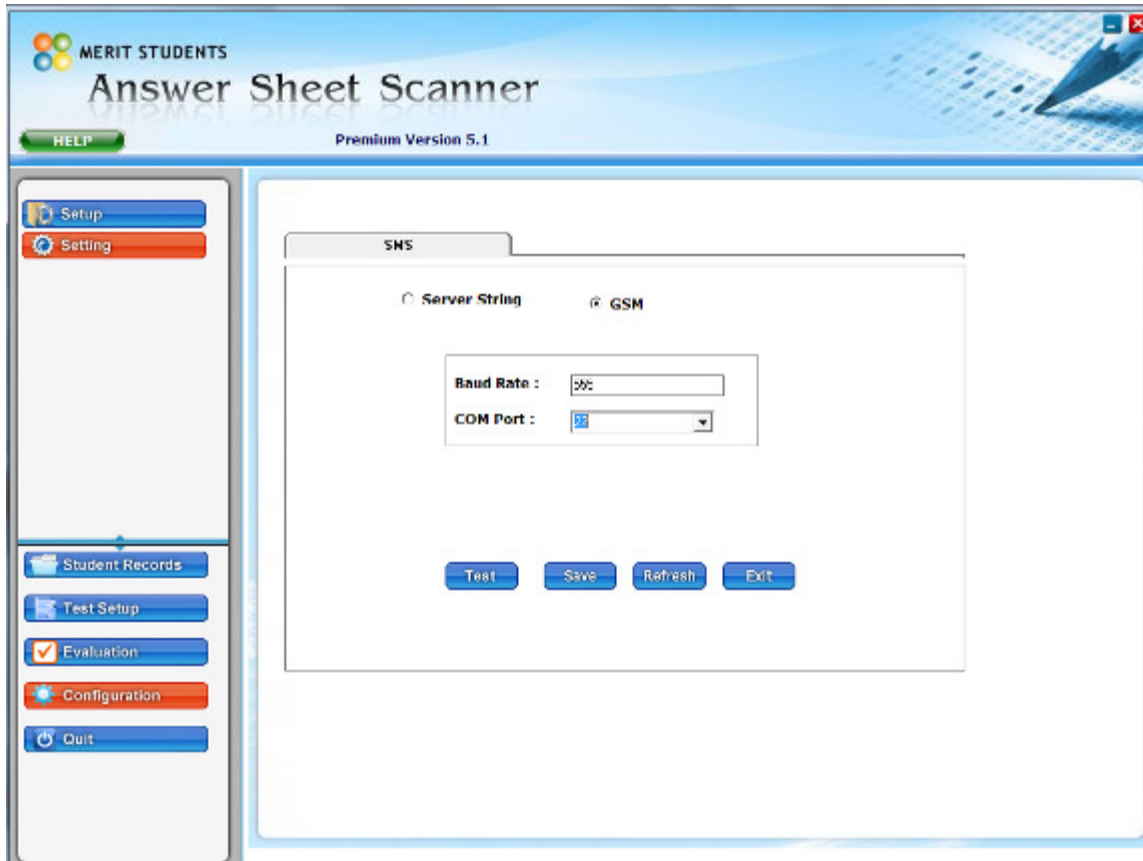 MERIT STUDENTS
Answer Sheet Scanner
HELP
Premium Version 5.1
Setup
Setting
SMS
Server String
GSM
Baud Rate :
COM Port :
Test
Save
Refresh
Exit
Student Records
Test Setup
Evaluation
Configuration
Quit